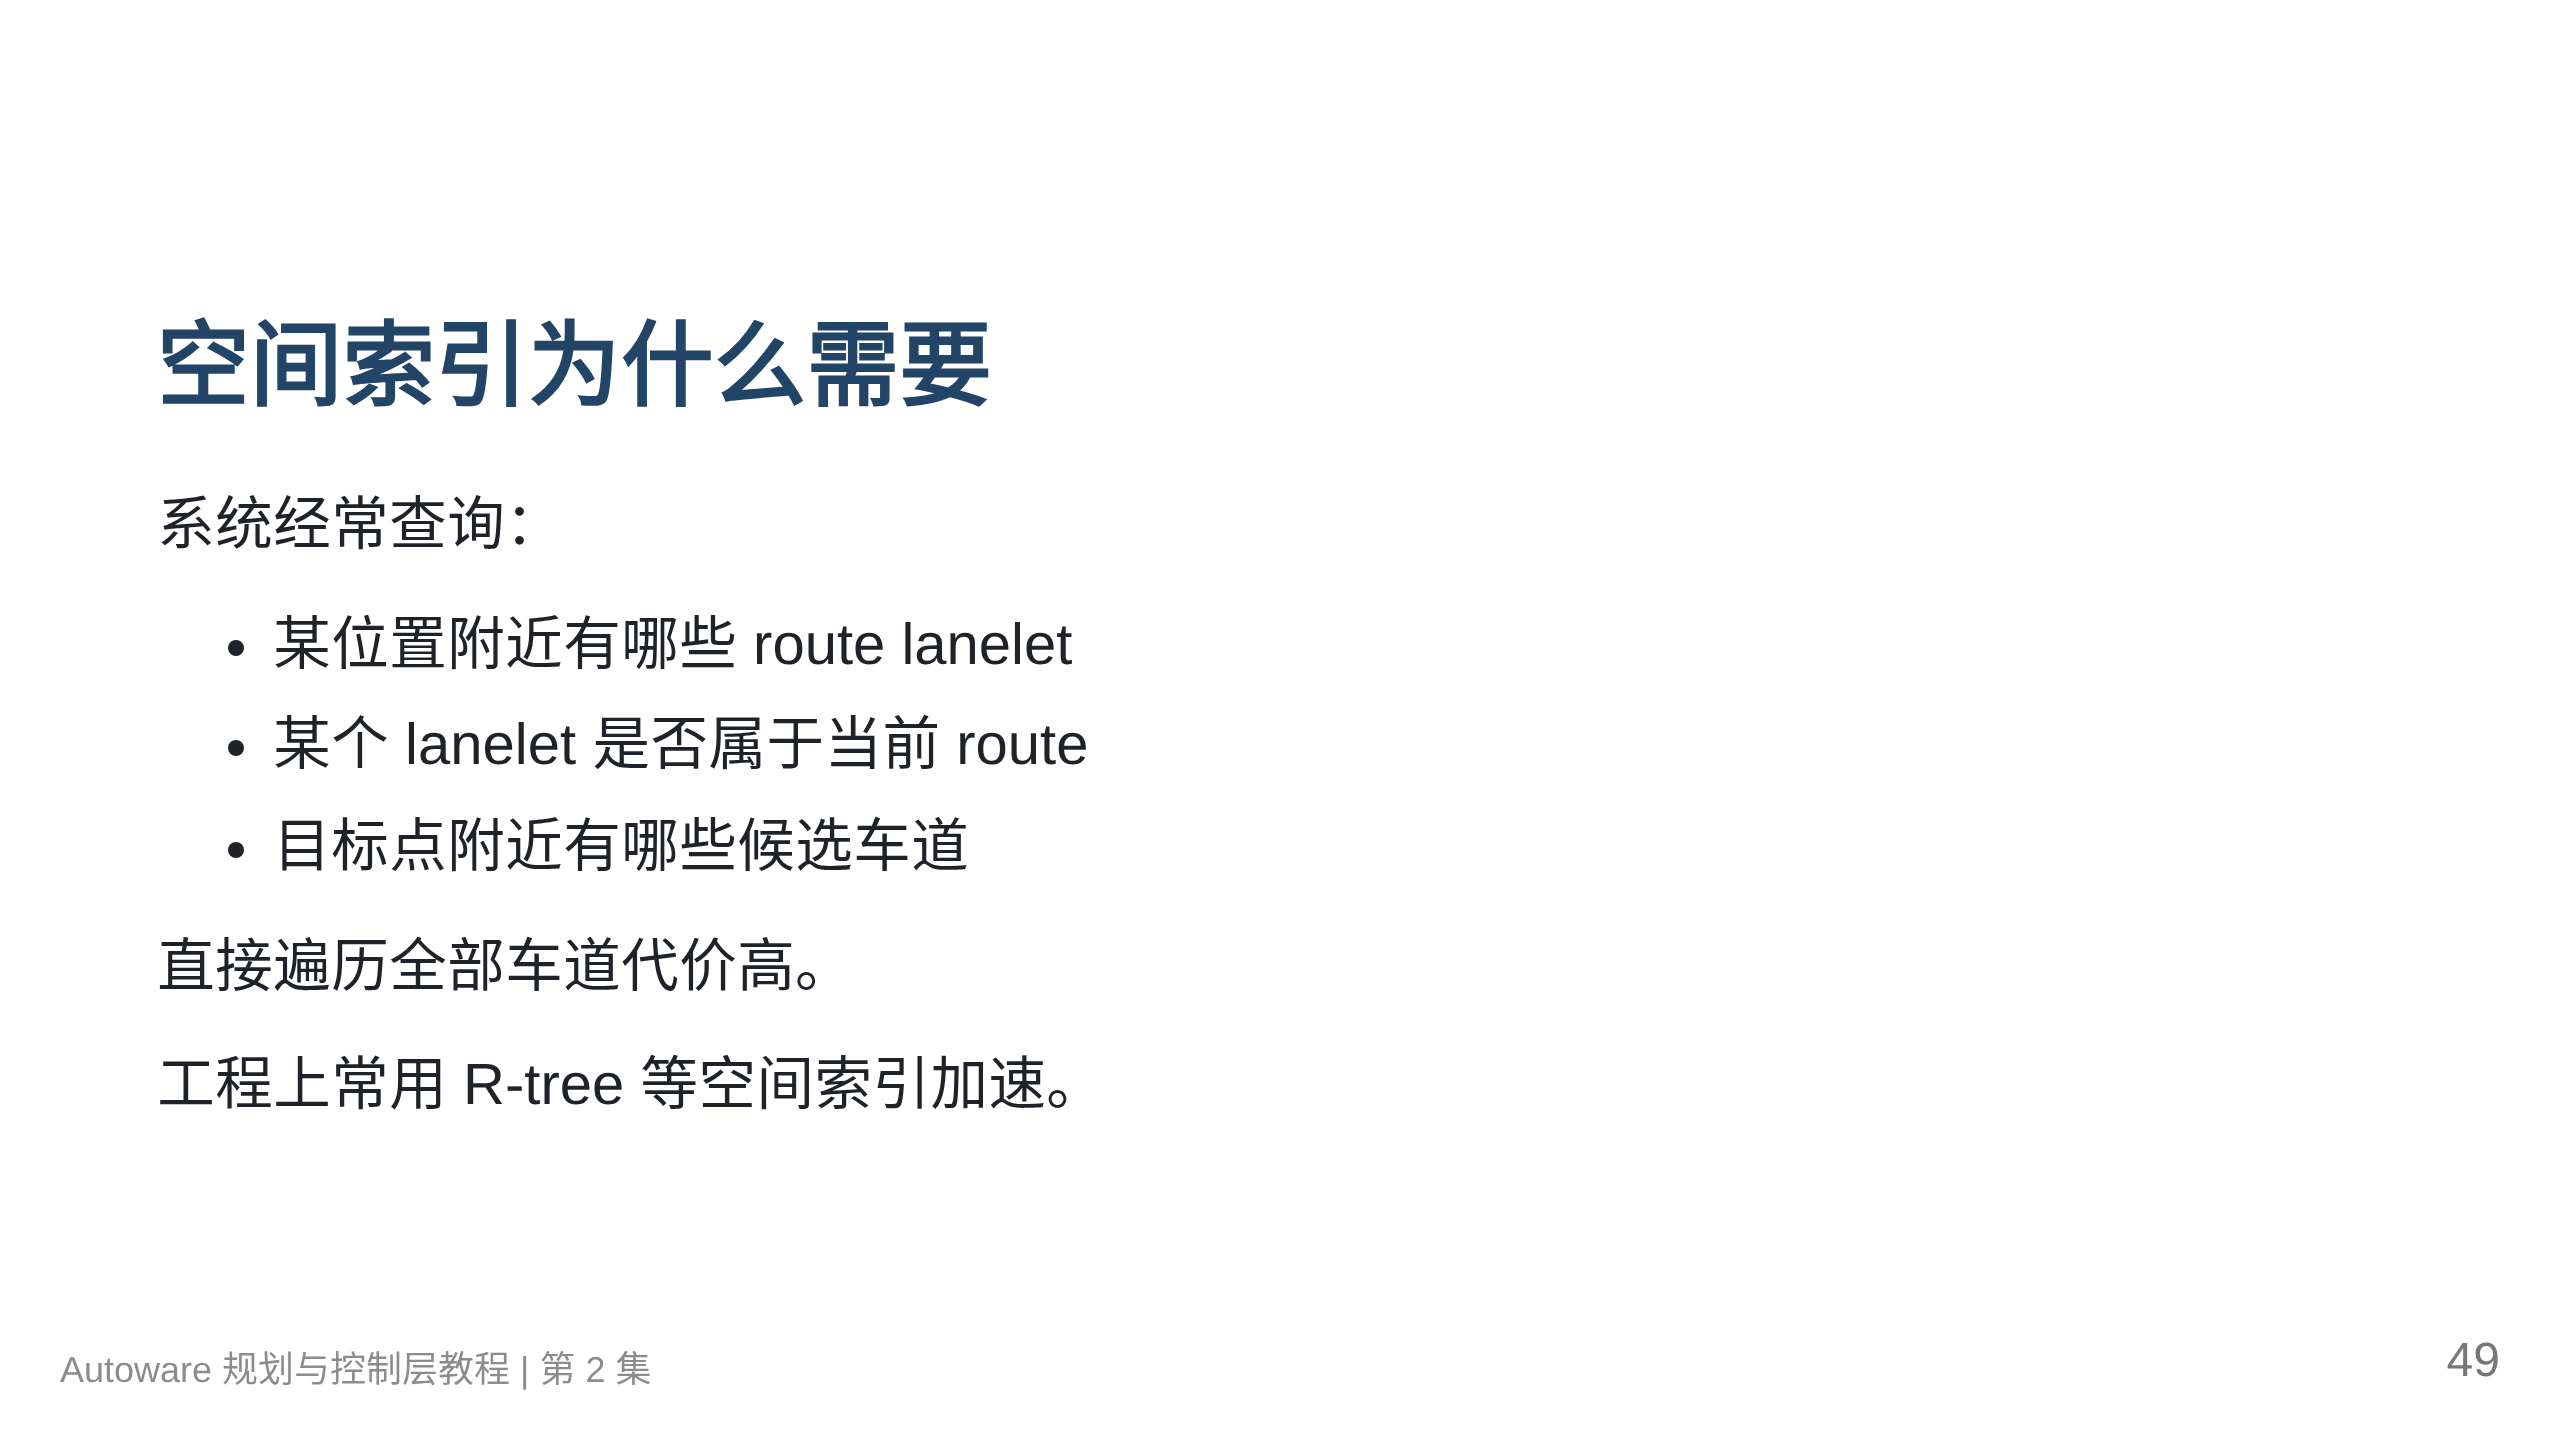 空间索引为什么需要
系统经常查询：
• 某位置附近有哪些 route lanelet
• 某个 lanelet 是否属于当前 route
• 目标点附近有哪些候选车道
直接遍历全部车道代价高。
工程上常用 R-tree 等空间索引加速。
Autoware 规划与控制层教程 | 第 2 集
49